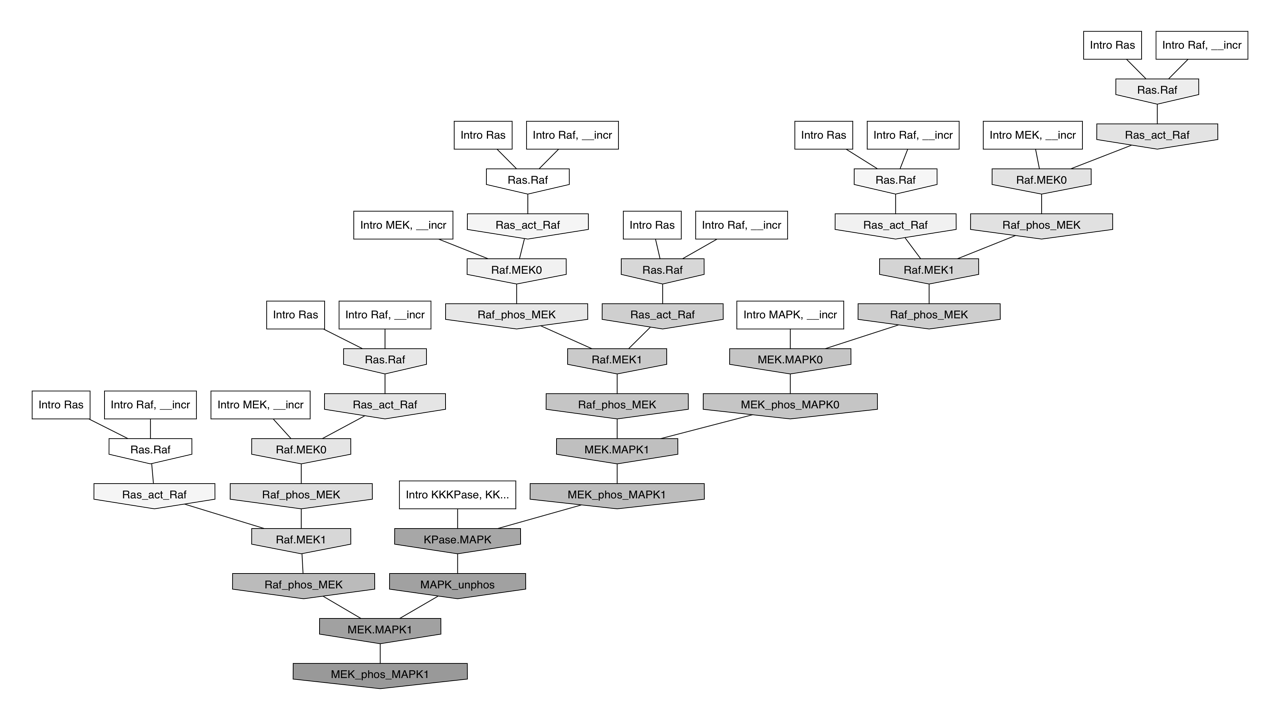 Intro Ras
Intro Raf, __incr
Ras.Raf
Intro Ras
Intro Raf, __incr
Intro Ras
Intro Raf, __incr
Intro MEK, __incr
Ras_act_Raf
Ras.Raf
Ras.Raf
Raf.MEK0
Intro MEK, __incr
Ras_act_Raf
Intro Ras
Intro Raf, __incr
Ras_act_Raf
Raf_phos_MEK
Raf.MEK0
Ras.Raf
Raf.MEK1
Intro Ras
Intro Raf, __incr
Raf_phos_MEK
Ras_act_Raf
Intro MAPK, __incr
Raf_phos_MEK
Ras.Raf
Raf.MEK1
MEK.MAPK0
Intro Ras
Intro Raf, __incr
Intro MEK, __incr
Ras_act_Raf
Raf_phos_MEK
MEK_phos_MAPK0
Ras.Raf
Raf.MEK0
MEK.MAPK1
Ras_act_Raf
Raf_phos_MEK
Intro KKKPase, KK...
MEK_phos_MAPK1
Raf.MEK1
KPase.MAPK
Raf_phos_MEK
MAPK_unphos
MEK.MAPK1
MEK_phos_MAPK1